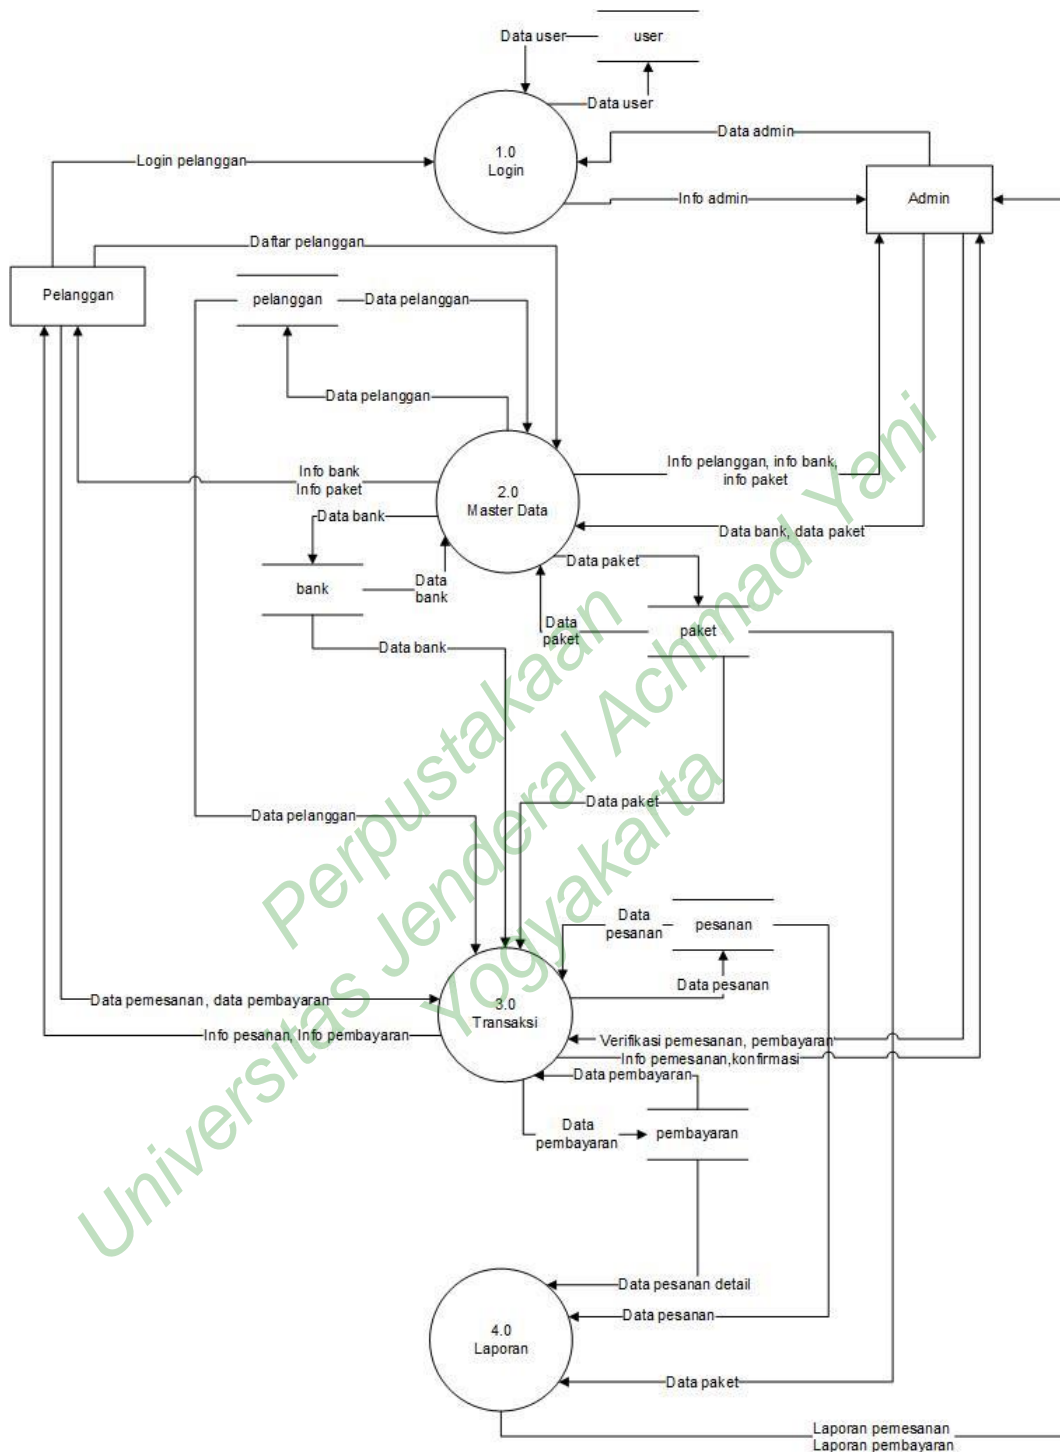 Data user
user
Data user
1.0
Login
Data admin
Login pelanggan
Info admin
Admin
Daftar pelanggan
Pelanggan
pelanggan
Data pelanggan
Data pelanggan
Info bank
Info paket
2.0
Master Data
Info pelanggan, info bank,
info paket
Data bank
Data bank, data paket
Data paket
bank
Data
bank
Data
paket
paket
Data bank
Data paket
Data pelanggan
Data
pesanan
pesanan
Data pesanan
Data pemesanan, data pembayaran
3.0
Transaksi
Info pesanan, Info pembayaran
Verifikasi pemesanan, pembayaran
Info pemesanan,konfirmasi
Data pembayaran
Data
pembayaran
pembayaran
Data pesanan detail
Data pesanan
4.0
Laporan
Data paket
Laporan pemesanan
Laporan pembayaran
Perpustakaan
Universitas Jenderal Achmad Yani
Yogyakarta